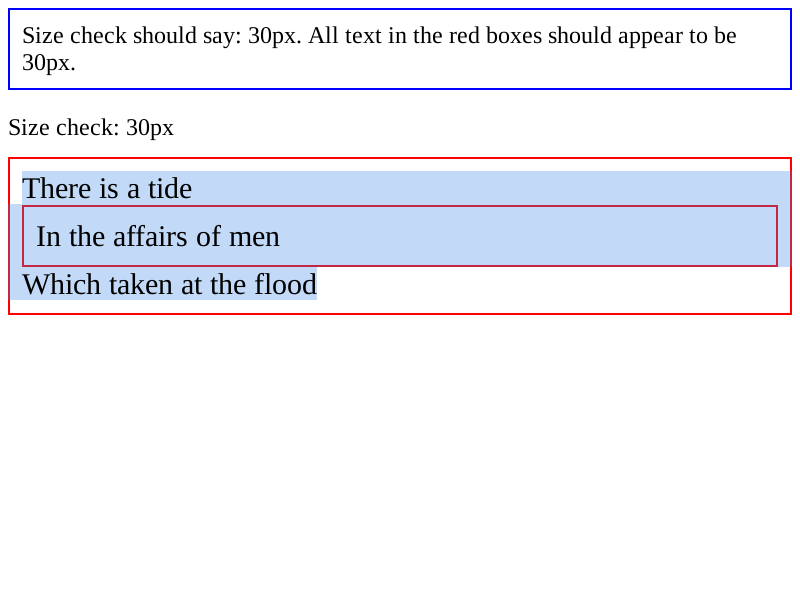 Size check should say: 30px. All text in the red boxes should appear to be
30px.
Size check: 30px
There is a tide
In the affairs of men
Which taken at the flood